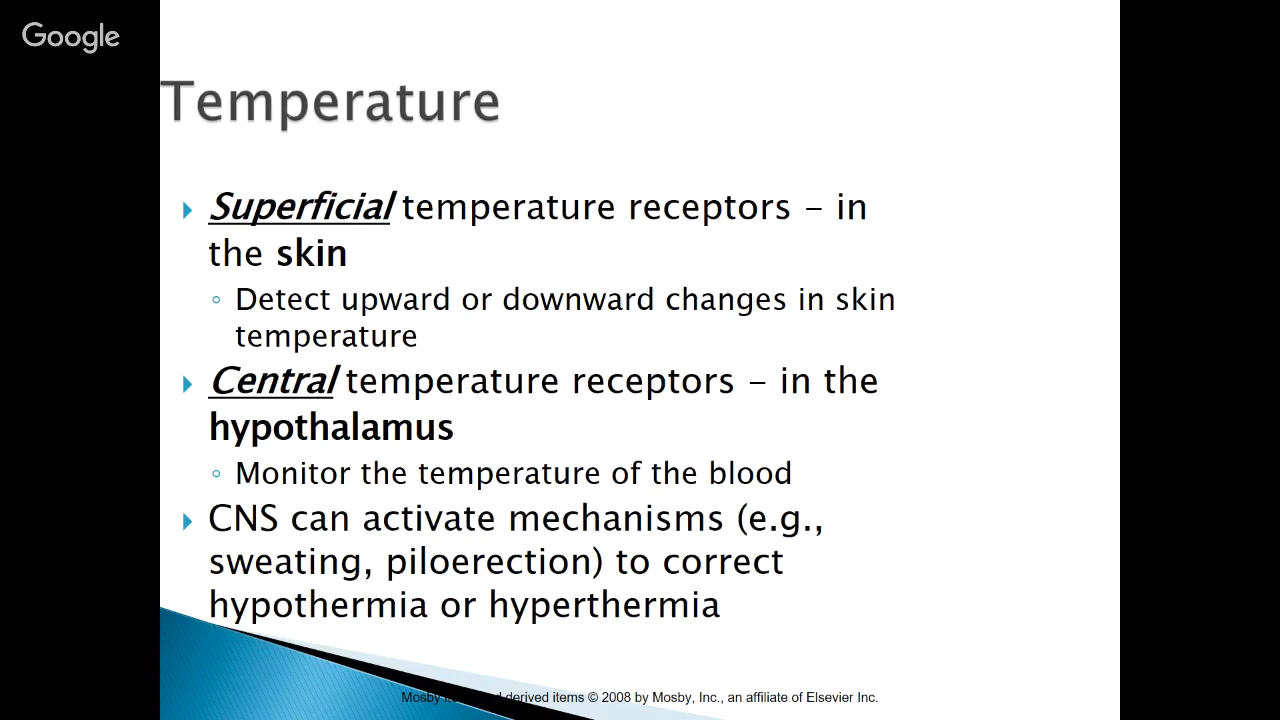 Google
Temperature
Superficial temperature receptors – in
the skin
Detect upward or downward changes in skin
temperature
Central temperature receptors – in the
hypothalamus
Monitor the temperature of the blood
CNS can activate mechanisms (e.g.,
sweating, piloerection) to correct
hypothermia or hyperthermia
Mosby derived items © 2008 by Mosby, Inc., an affiliate of Elsevier Inc.